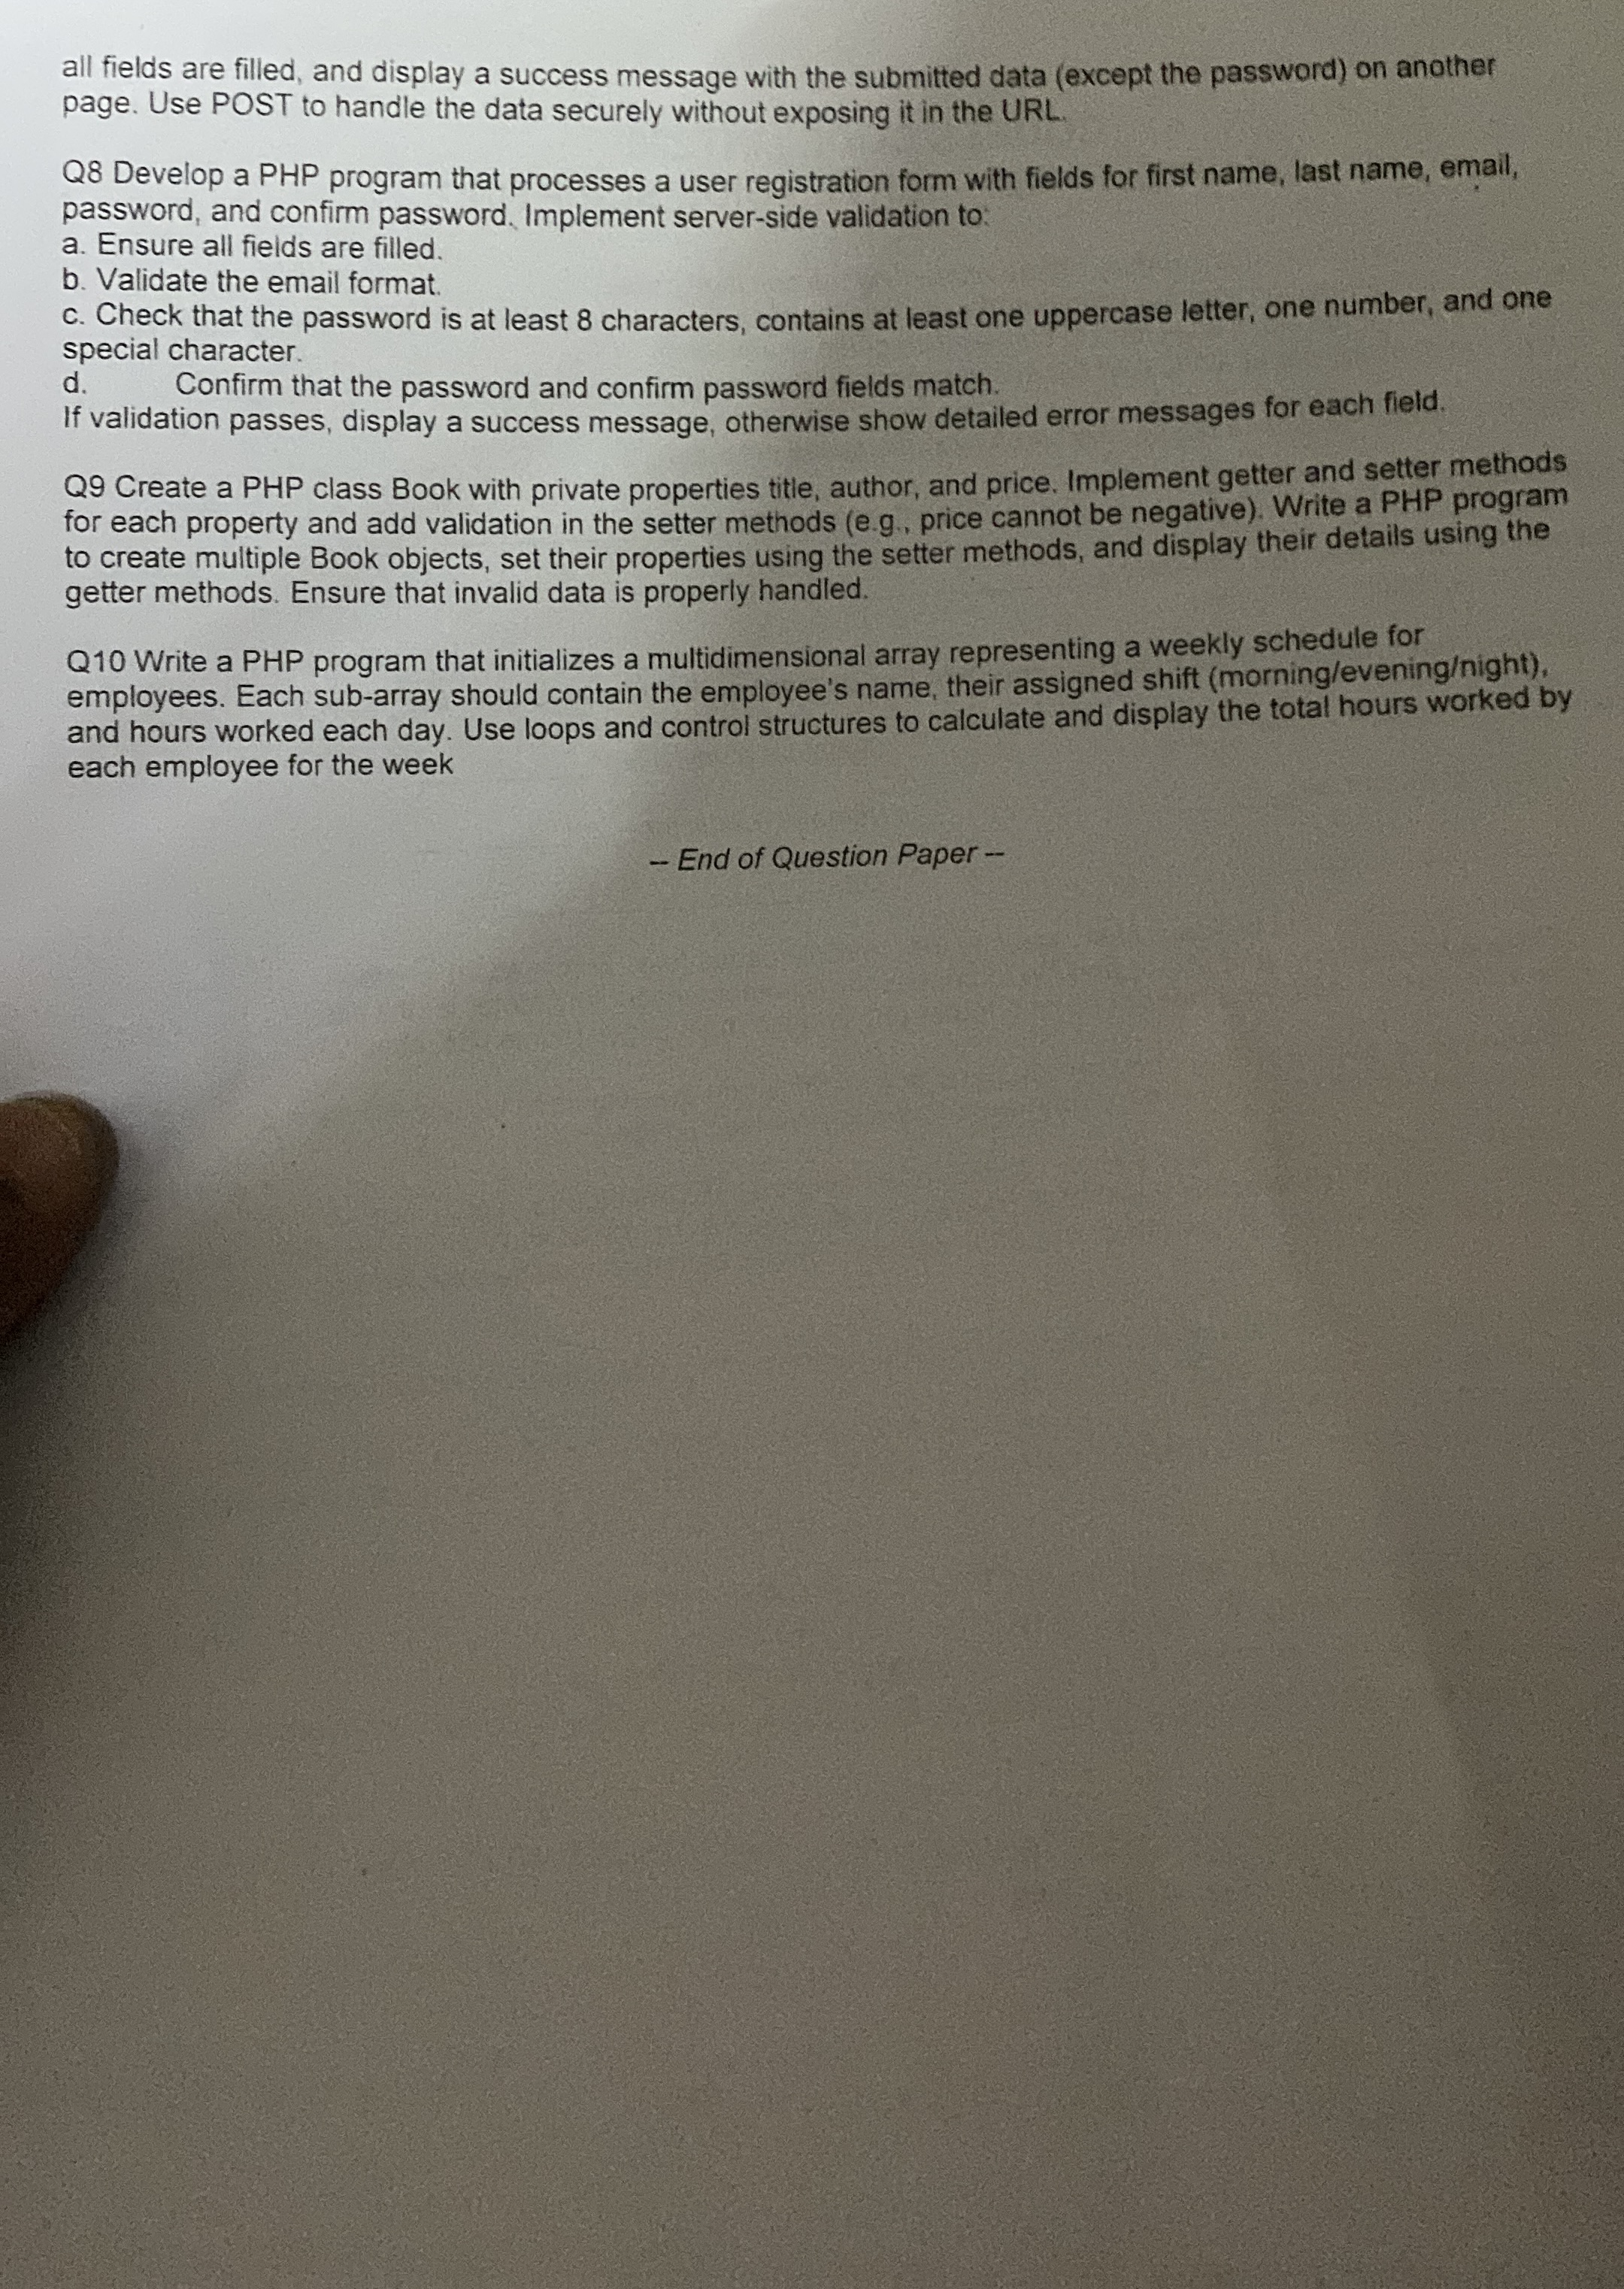 all fields are filled, and display a success message with the submitted data (except the password) on another
page. Use POST to handle the data securely without exposing it in the URL.
Q8 Develop a PHP program that processes a user registration form with fields for first name, last name, email,
password, and confirm password. Implement server-side validation to:
a. Ensure all fields are filled.
b. Validate the email format.
c. Check that the password is at least 8 characters, contains at least one uppercase letter, one number, and one
special character.
d. Confirm that the password and confirm password fields match.
If validation passes, display a success message, otherwise show detailed error messages for each field.
Q9 Create a PHP class Book with private properties title, author, and price. Implement getter and setter methods
for each property and add validation in the setter methods (e.g., price cannot be negative). Write a PHP program
to create multiple Book objects, set their properties using the setter methods, and display their details using the
getter methods. Ensure that invalid data is properly handled.
Q10 Write a PHP program that initializes a multidimensional array representing a weekly schedule for
employees. Each sub-array should contain the employee's name, their assigned shift (morning/evening/night),
and hours worked each day. Use loops and control structures to calculate and display the total hours worked by
each employee for the week
-- End of Question Paper --